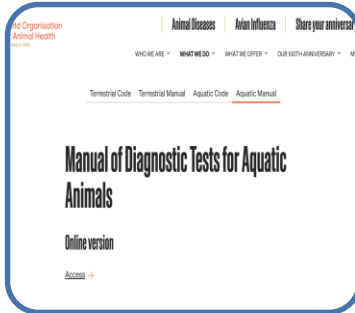 rld Organisation
Animal Health
Animal Diseases Avian Influenza Share your anniversary
WHO WE ARE WHAT WE DO WHAT WE OFFER OUR 100TH ANNIVERSARY M
Terrestrial Code Terrestrial Manual Aquatic Code Aquatic Manual
Manual of Diagnostic Tests for Aquatic
Animals
Online version
Access →